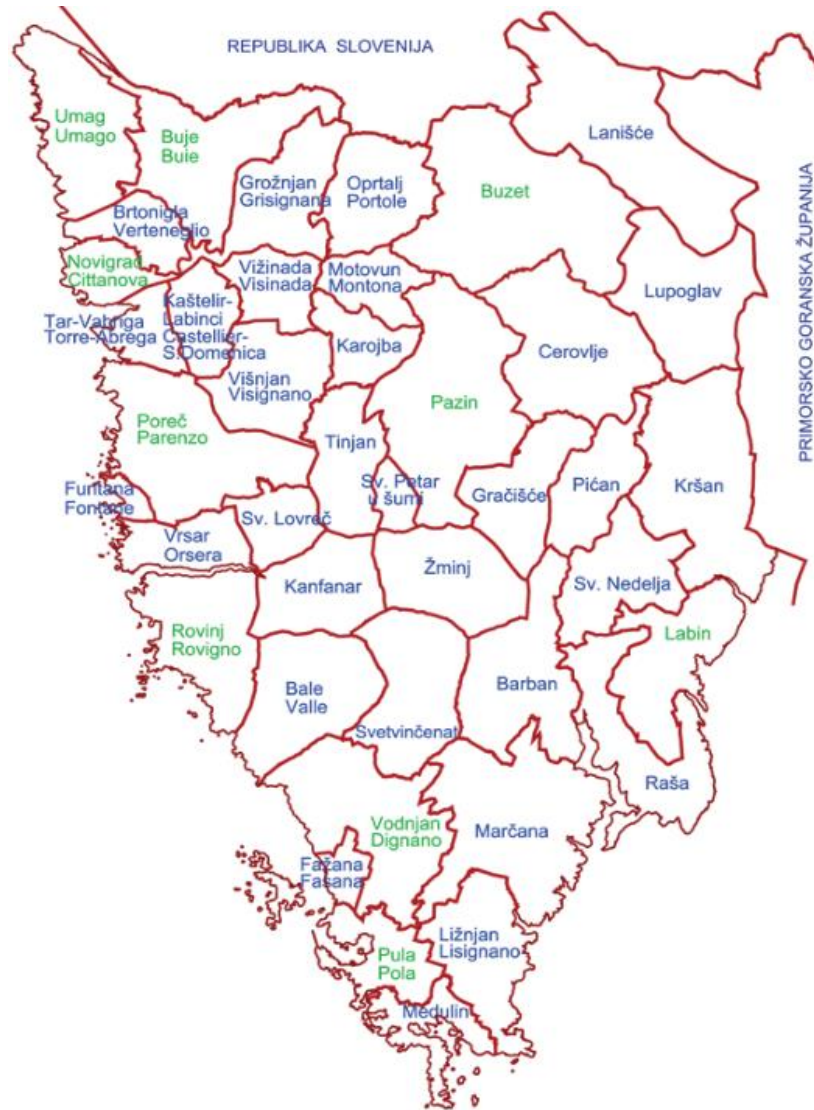 REPUBLIKA SLOVENIJA
PRIMORSKO GORANSKA ŽUPANIJA
Umag
Umago
Buje
Buie
Lanišće
Grožnjan
Grisignana
Oprtalj
Portole
Buzet
Brtonigla
Verteneglio
Novigrad
Cittanova
Vižinada
Visinada
Motovun
Montona
Lupoglav
Tar-Vabriga
Torre-Abrega
Kaštelir-
Labinci
Castellier-
S.Domenica
Karojba
Cerovlje
Višnjan
Visignano
Pazin
Poreč
Parenzo
Tinjan
Funtana
Fontane
Sv. Lovreč
Sv. Petar
u šumi
Gračišće
Pićan
Kršan
Vrsar
Orsera
Kanfanar
Žminj
Sv. Nedelja
Rovinj
Rovigno
Labin
Bale
Valle
Svetvinčenat
Barban
Raša
Vodnjan
Dignano
Marčana
Fažana
Fasana
Ližnjan
Lisignano
Pula
Pola
Medulin